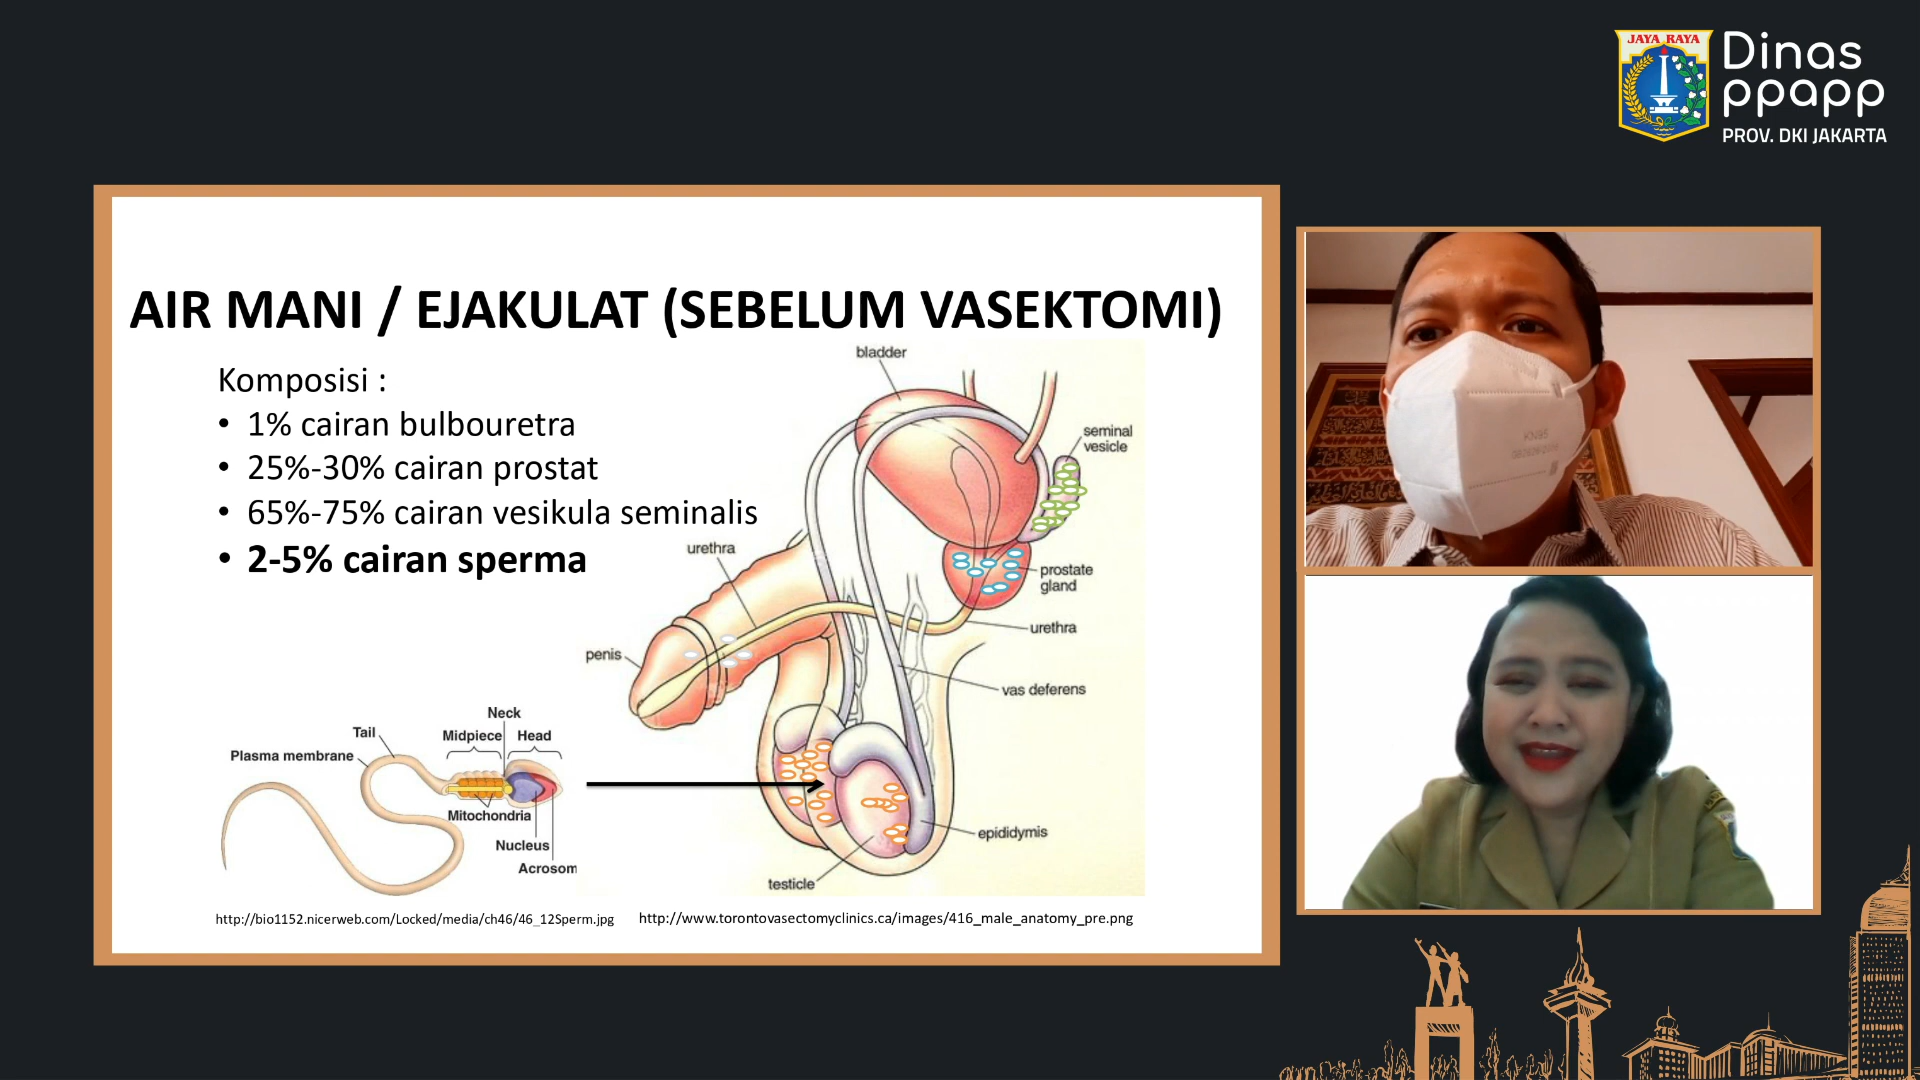 JAYA RAYA
Dinas
ppapp
PROV. DKI JAKARTA
AIR MANI / EJAKULAT (SEBELUM VASEKTOMI)
Komposisi :
• 1% cairan bulbouretra
• 25%-30% cairan prostat
• 65%-75% cairan vesikula seminalis
• 2-5% cairan sperma
bladder
seminal
vesicle
urethra
prostate
gland
urethra
penis
vas deferens
epididymis
testicle
Neck
Tail
Midpiece
Head
Plasma membrane
Mitochondria
Nucleus
Acrosom
http://bio1152.nicerweb.com/Locked/media/ch46/46_12Sperm.jpg
http://www.torontovasectomyclinics.ca/images/416_male_anatomy_pre.png
KN95